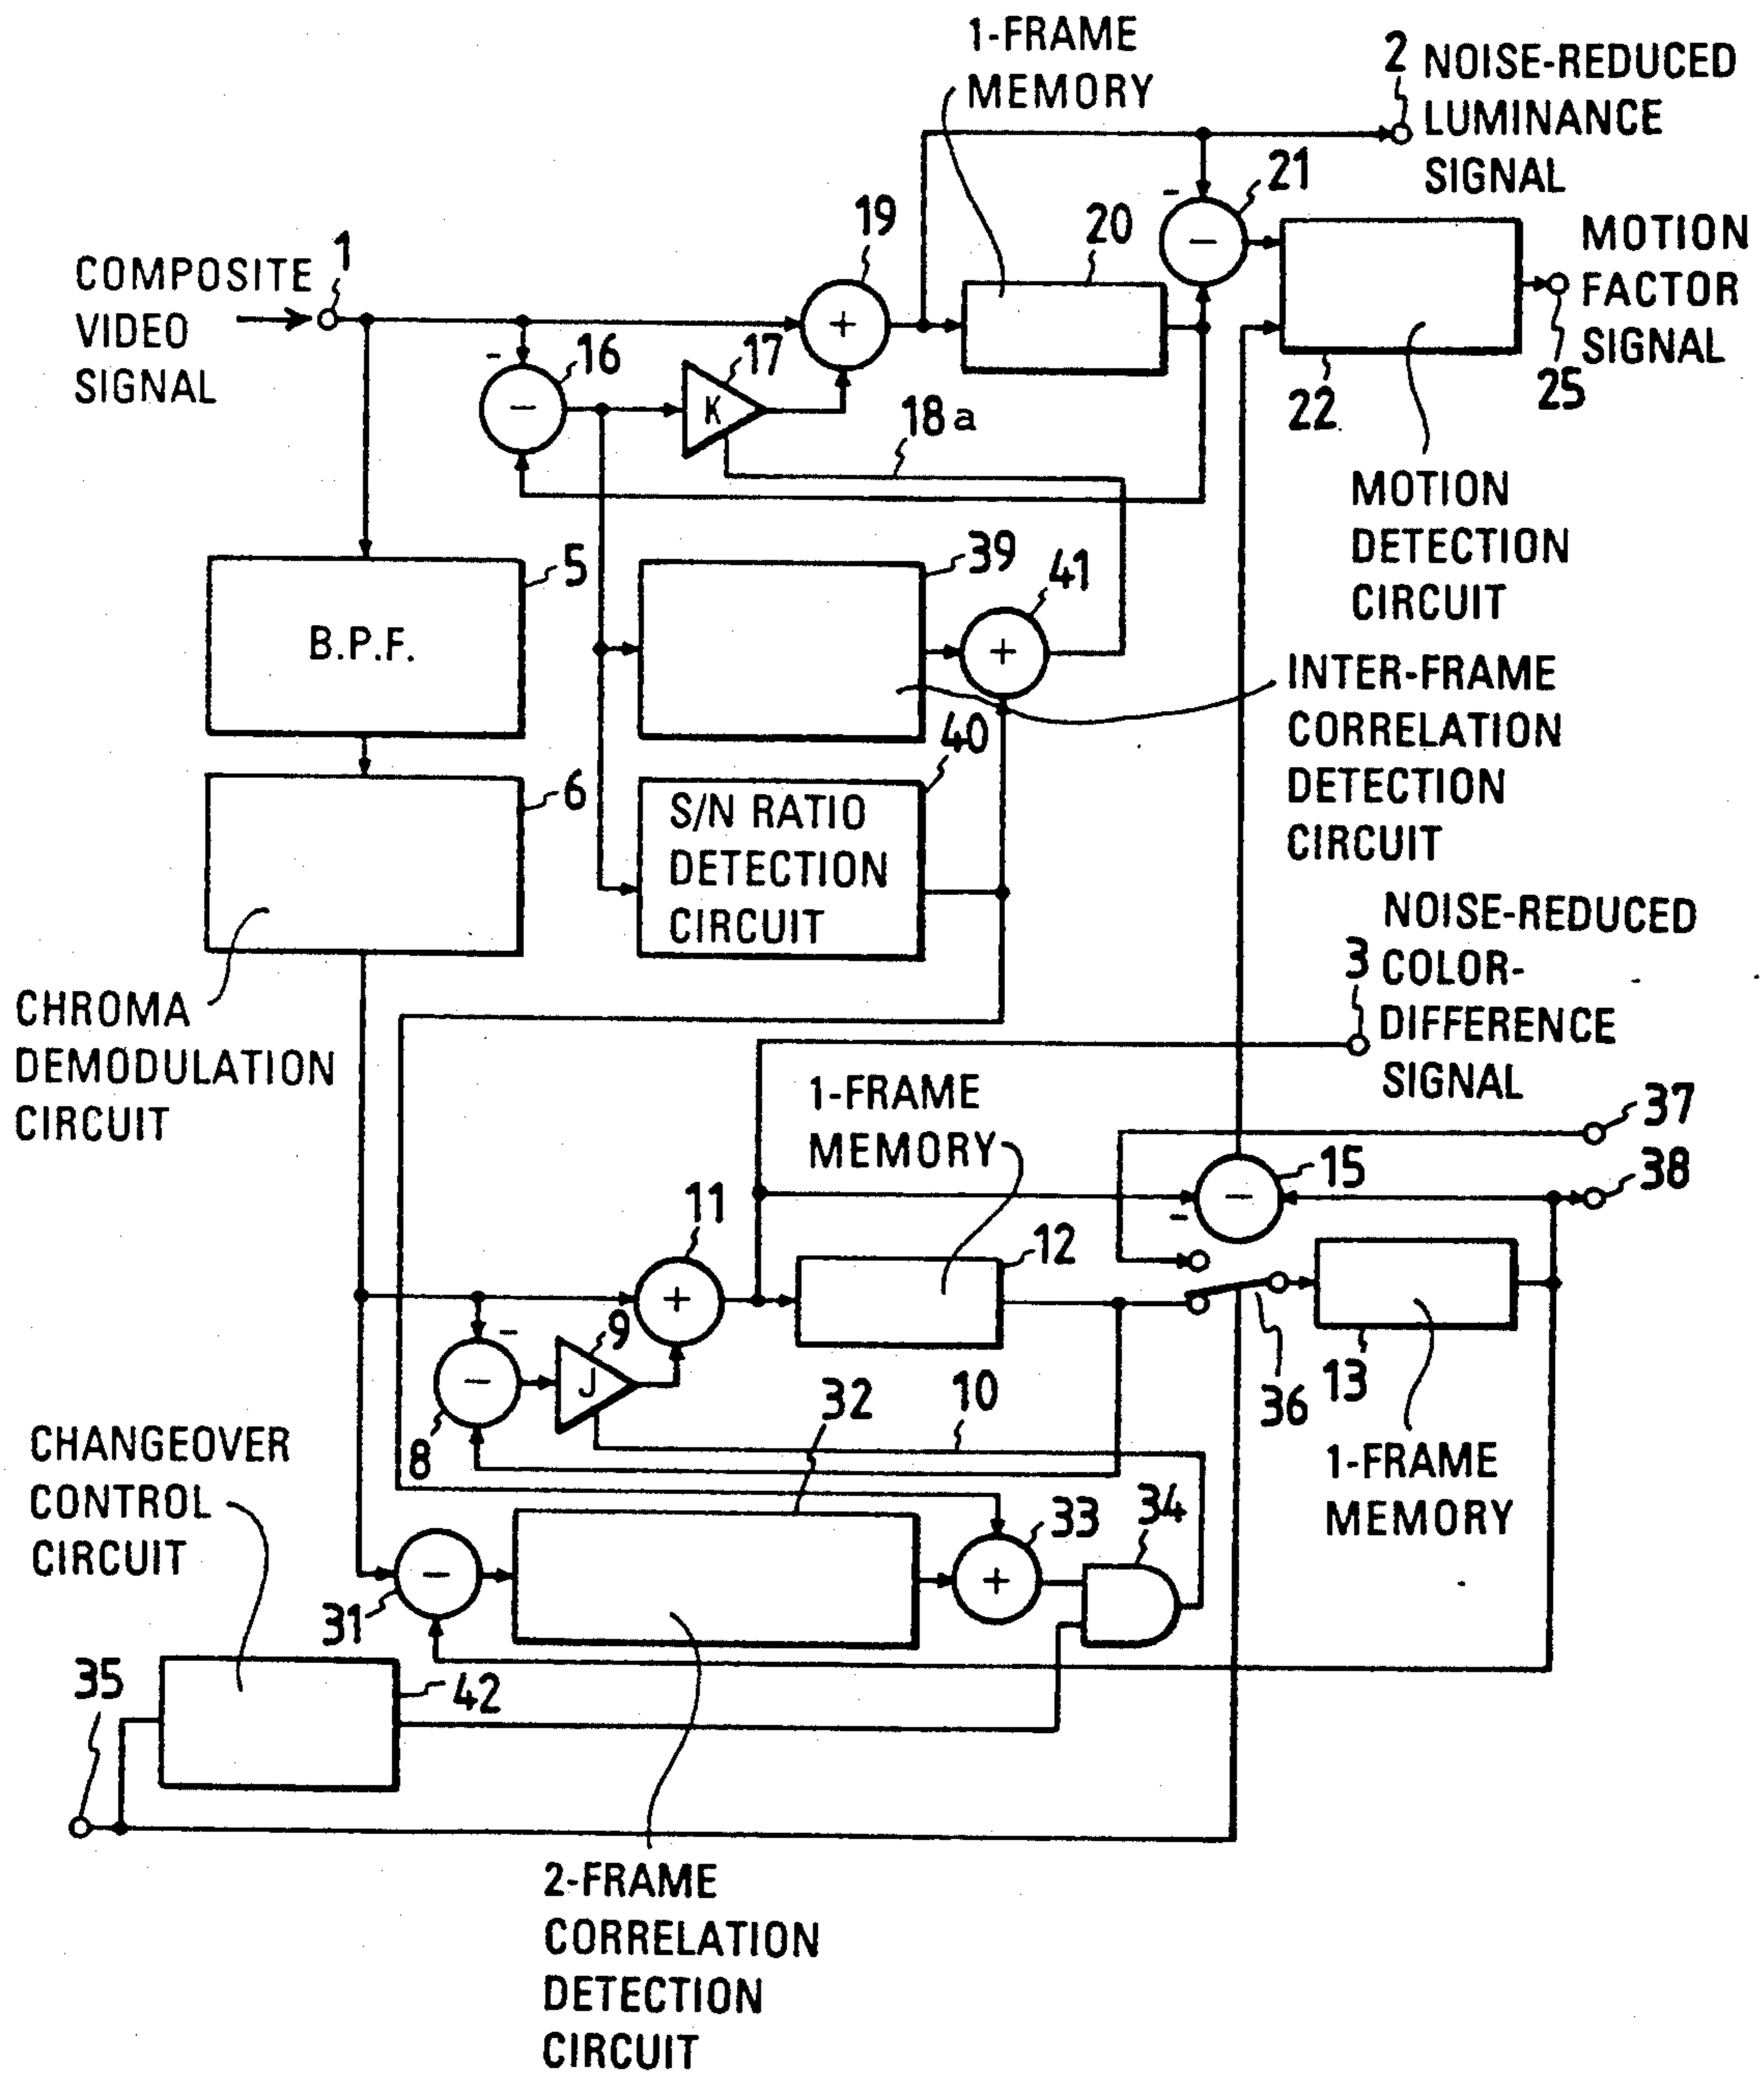 1-FRAME
MEMORY
2
NOISE-REDUCED
LUMINANCE
SIGNAL
21
19
20
COMPOSITE
VIDEO
SIGNAL
1
+
-
−
MOTION
FACTOR
SIGNAL
25
-
−
16
17
K
18a
22
MOTION
DETECTION
CIRCUIT
5
B.P.F.
39
41
+
INTER-FRAME
CORRELATION
DETECTION
CIRCUIT
6
40
S/N RATIO
DETECTION
CIRCUIT
CHROMA
DEMODULATION
CIRCUIT
NOISE-REDUCED
COLOR-
DIFFERENCE
SIGNAL
3
1-FRAME
MEMORY
37
38
15
−
-
11
+
12
9
J
-
−
8
10
36
13
1-FRAME
MEMORY
32
CHANGEOVER
CONTROL
CIRCUIT
31
−
33
+
34
35
42
2-FRAME
CORRELATION
DETECTION
CIRCUIT